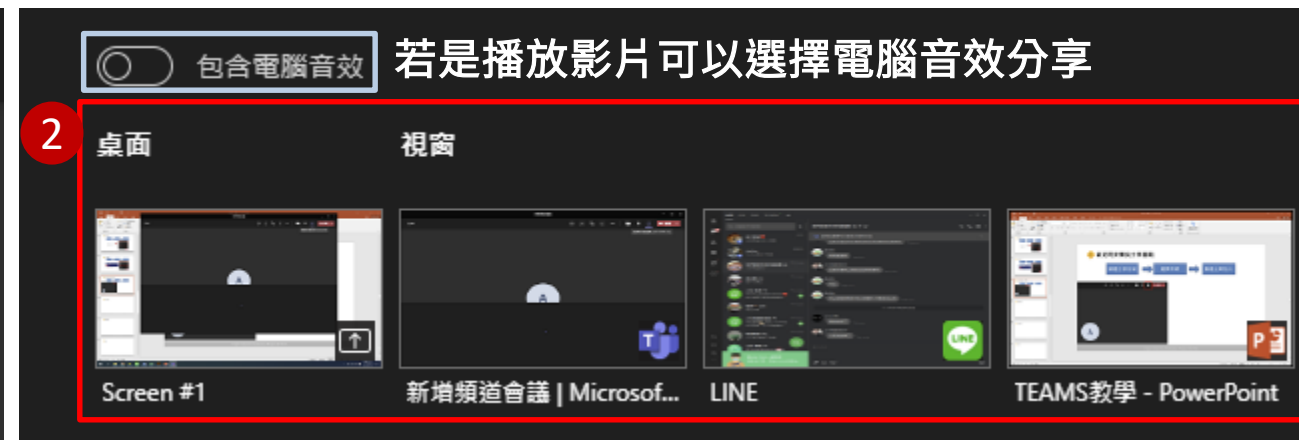 包含電腦音效 若是播放影片可以選擇電腦音效分享
2
桌面 視窗
A
A
T
LINE
P
Screen #1 新增頻道會議 | Microsof... LINE TEAMS教學 - PowerPoint